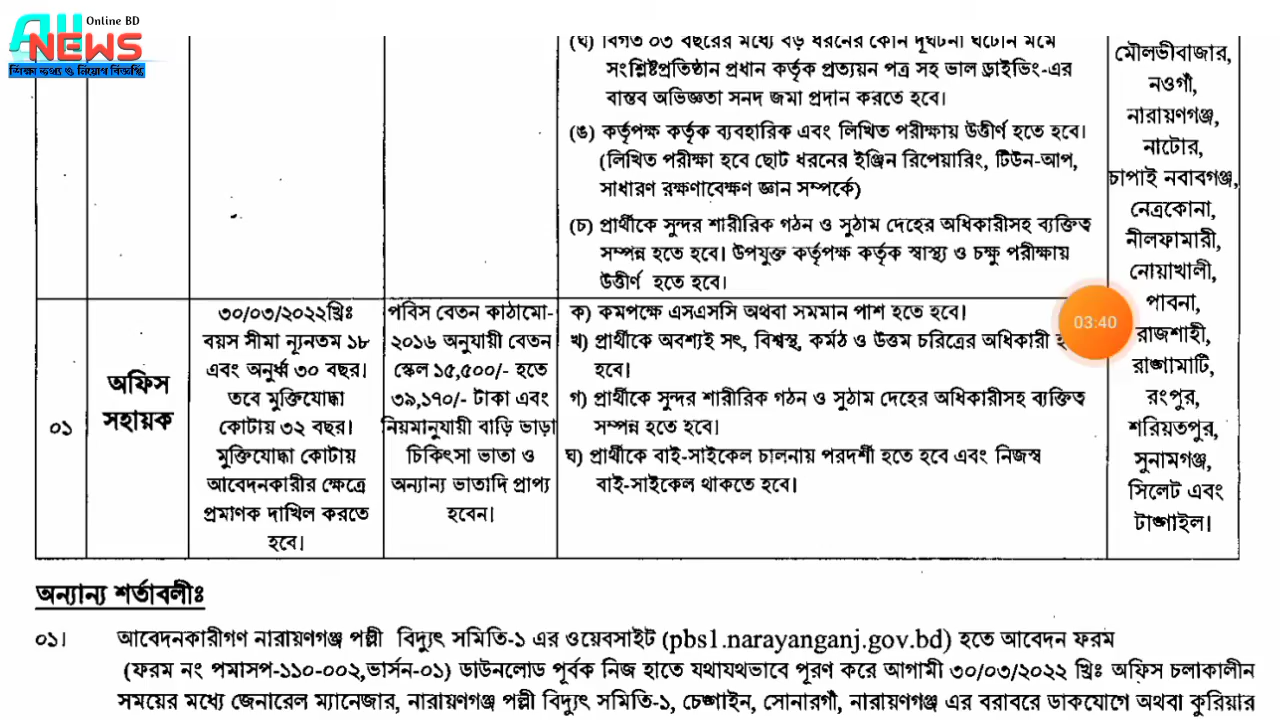 All
Online BD
NEWS
শিক্ষা তথ্য ও নিয়োগ বিজ্ঞপ্তি
(ঘ) বিগত ০৩ বছরের মধ্যে বড় ধরনের কোন দূর্ঘটনা ঘটেনি মর্মে
সংশ্লিষ্টপ্রতিষ্ঠান প্রধান কর্তৃক প্রত্যয়ন পত্র সহ ভাল ড্রাইভিং-এর
বাস্তব অভিজ্ঞতা সনদ জমা প্রদান করতে হবে।
(ঙ) কর্তৃপক্ষ কর্তৃক ব্যবহারিক এবং লিখিত পরীক্ষায় উত্তীর্ণ হতে হবে।
(লিখিত পরীক্ষা হবে ছোট ধরনের ইঞ্জিন রিপেয়ারিং, টিউন-আপ,
সাধারণ রক্ষণাবেক্ষণ জ্ঞান সম্পর্কে)
(চ) প্রার্থীকে সুন্দর শারীরিক গঠন ও সুঠাম দেহের অধিকারীসহ ব্যক্তিত্ব
সম্পন্ন হতে হবে। উপযুক্ত কর্তৃপক্ষ কর্তৃক স্বাস্থ্য ও চক্ষু পরীক্ষায়
উত্তীর্ণ হতে হবে।
মৌলভীবাজার,
নওগাঁ,
নারায়ণগঞ্জ,
নাটোর,
চাপাই নবাবগঞ্জ,
নেত্রকোনা,
নীলফামারী,
নোয়াখালী,
পাবনা,
রাজশাহী,
রাঙ্গামাটি,
রংপুর,
শরিয়তপুর,
সুনামগঞ্জ,
সিলেট এবং
টাঙ্গাইল।
০১
অফিস
সহায়ক
৩০/০৩/২০২২খ্রিঃ
বয়স সীমা ন্যূনতম ১৮
এবং অনুর্ধ্ব ৩০ বছর।
তবে মুক্তিযোদ্ধা
কোটায় ৩২ বছর।
মুক্তিযোদ্ধা কোটায়
আবেদনকারীর ক্ষেত্রে
প্রমাণক দাখিল করতে
হবে।
পবিস বেতন কাঠামো-
২০১৬ অনুযায়ী বেতন
স্কেল ১৫,৫০০/- হতে
৩৯,১৭০/- টাকা এবং
নিয়মানুযায়ী বাড়ি ভাড়া
চিকিৎসা ভাতা ও
অন্যান্য ভাতাদি প্রাপ্য
হবেন।
ক) কমপক্ষে এসএসসি অথবা সমমান পাশ হতে হবে।
খ) প্রার্থীকে অবশ্যই সৎ, বিশ্বস্থ, কর্মঠ ও উত্তম চরিত্রের অধিকারী
হবে।
গ) প্রার্থীকে সুন্দর শারীরিক গঠন ও সুঠাম দেহের অধিকারীসহ ব্যক্তিত্ব
সম্পন্ন হতে হবে।
ঘ) প্রার্থীকে বাই-সাইকেল চালনায় পরদর্শী হতে হবে এবং নিজস্ব
বাই-সাইকেল থাকতে হবে।
03:40
অন্যান্য শর্তাবলীঃ
০১। আবেদনকারীগণ নারায়ণগঞ্জ পল্লী বিদ্যুৎ সমিতি-১ এর ওয়েবসাইট (pbs1.narayanganj.gov.bd) হতে আবেদন ফরম
(ফরম নং পমাসপ-১১০-০০২,ভার্সন-০১) ডাউনলোড পূর্বক নিজ হাতে যথাযথভাবে পূরণ করে আগামী ৩০/০৩/২০২২ খ্রিঃ অফিস চলাকালীন
সময়ের মধ্যে জেনারেল ম্যানেজার, নারায়ণগঞ্জ পল্লী বিদ্যুৎ সমিতি-১, চেঙ্গাইন, সোনারগাঁ, নারায়ণগঞ্জ এর বরাবরে ডাকযোগে অথবা কুরিয়ার